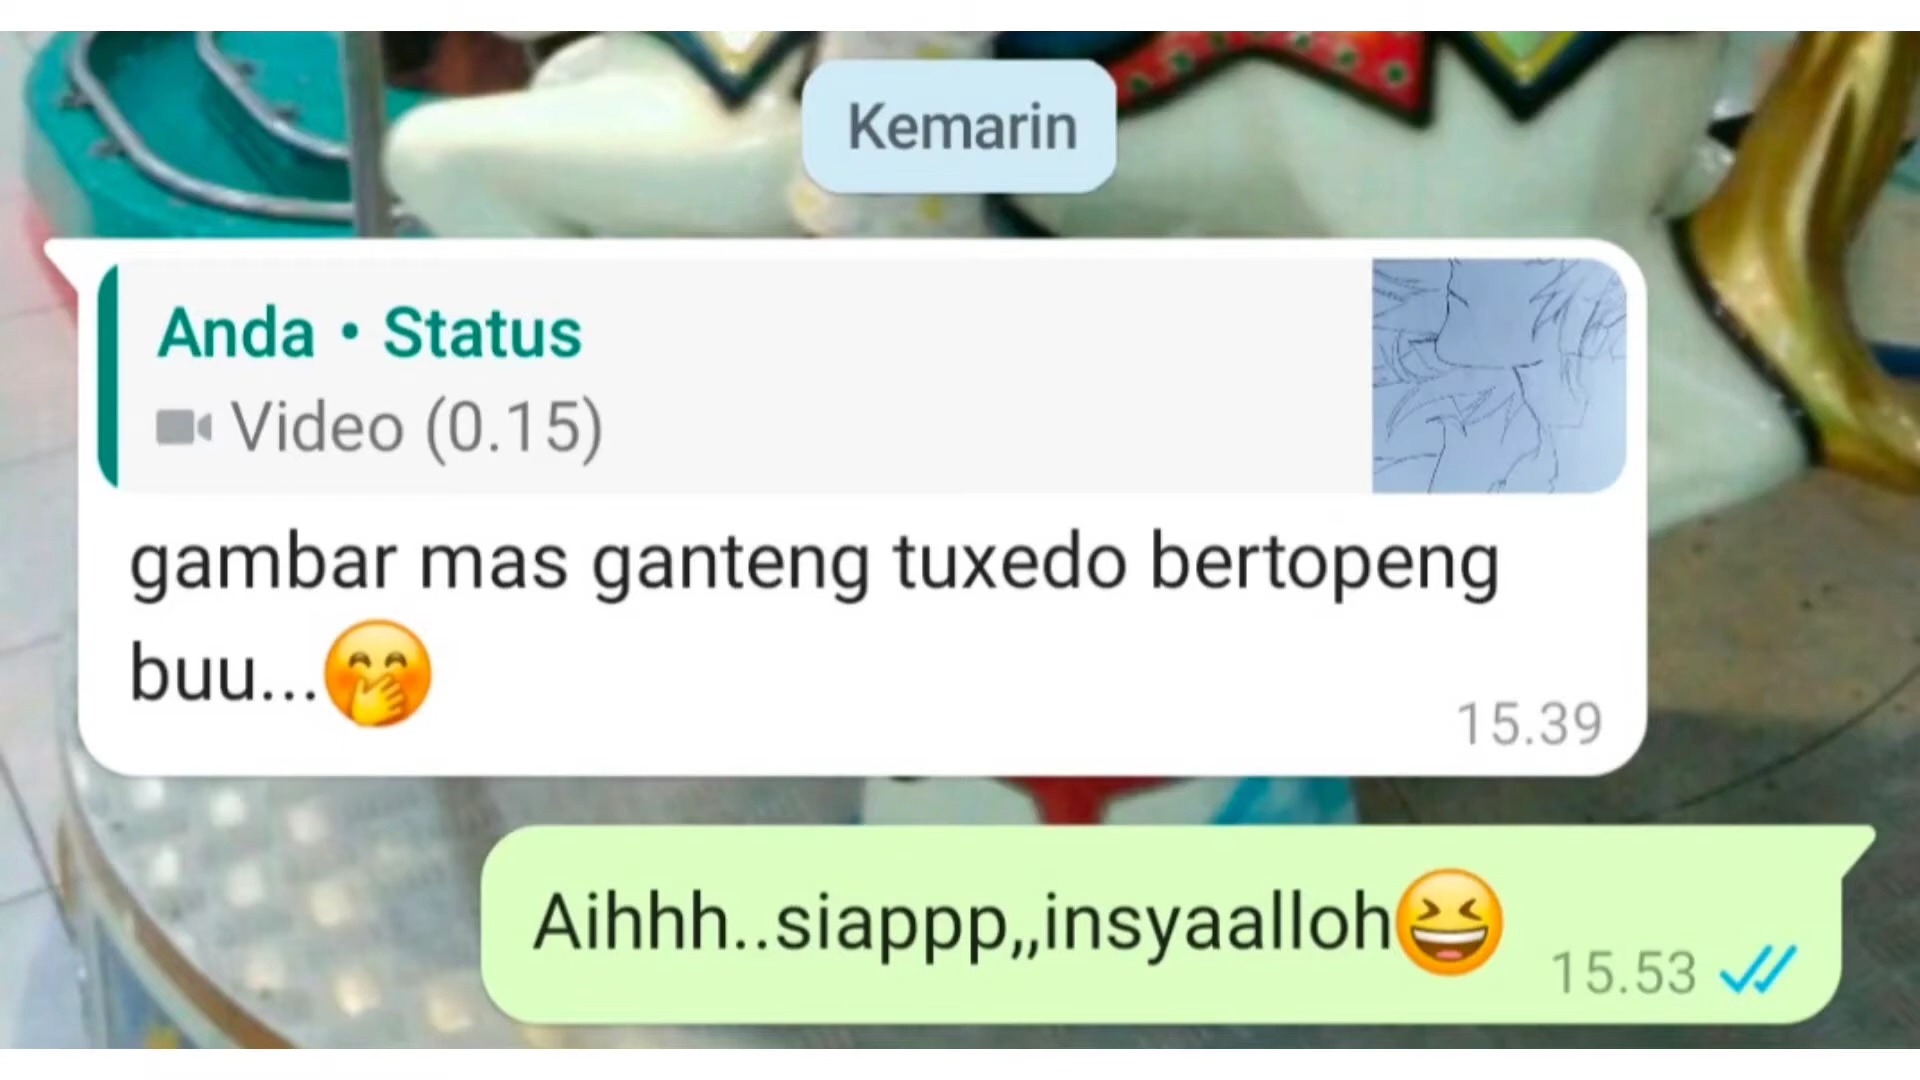 Kemarin
Anda • Status
Video (0.15)
gambar mas ganteng tuxedo bertopeng
buu...🤭
15.39
Aihhh..siappp,,insyaalloh😆
15.53